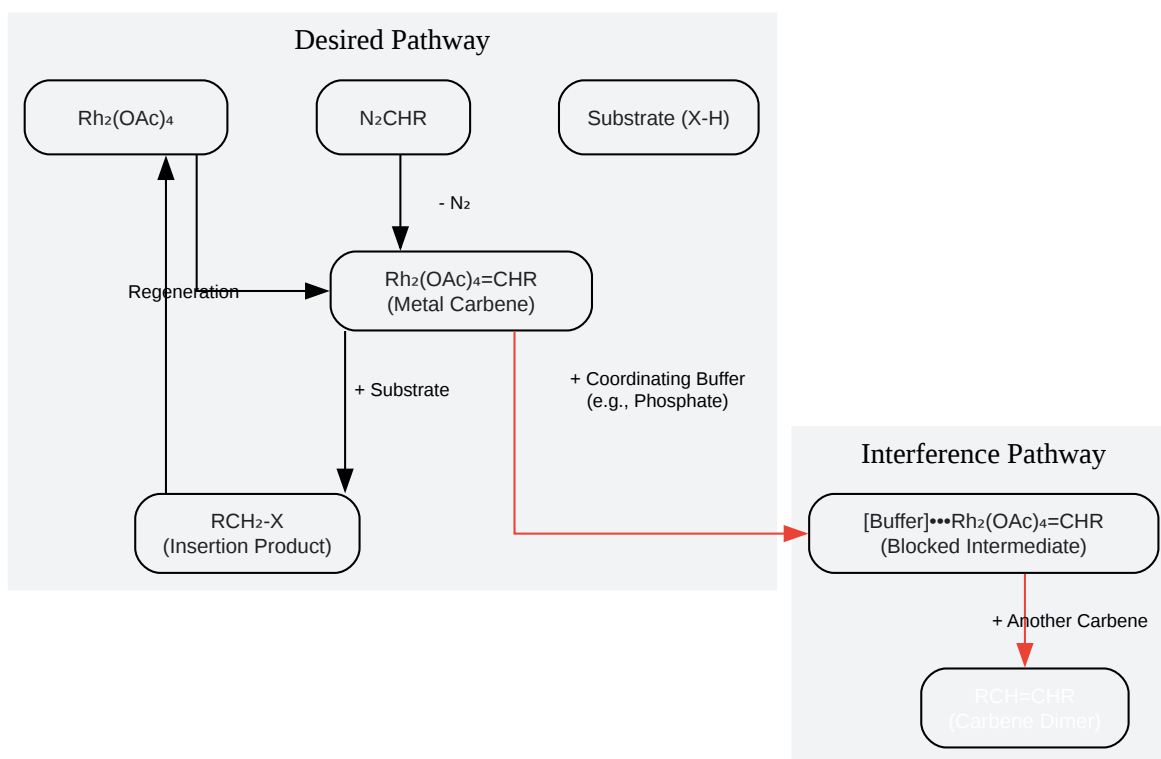 Desired Pathway
Rh₂(OAc)₄
N₂CHR
Substrate (X-H)
- N₂
Rh₂(OAc)₄=CHR
(Metal Carbene)
Regeneration
+ Substrate
+ Coordinating Buffer
(e.g., Phosphate)
Interference Pathway
RCH₂-X
(Insertion Product)
[Buffer]•••Rh₂(OAc)₄=CHR
(Blocked Intermediate)
+ Another Carbene
RCH=CHR
(Carbene Dimer)